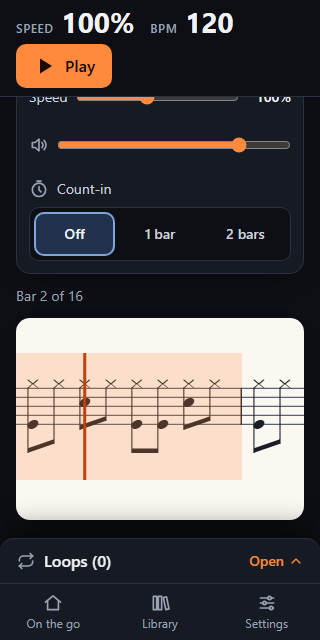 SPEED 100% BPM 120
Play
Speed 100%
Count-in
Off 1 bar 2 bars
Bar 2 of 16
Loops (0) Open
On the go Library Settings